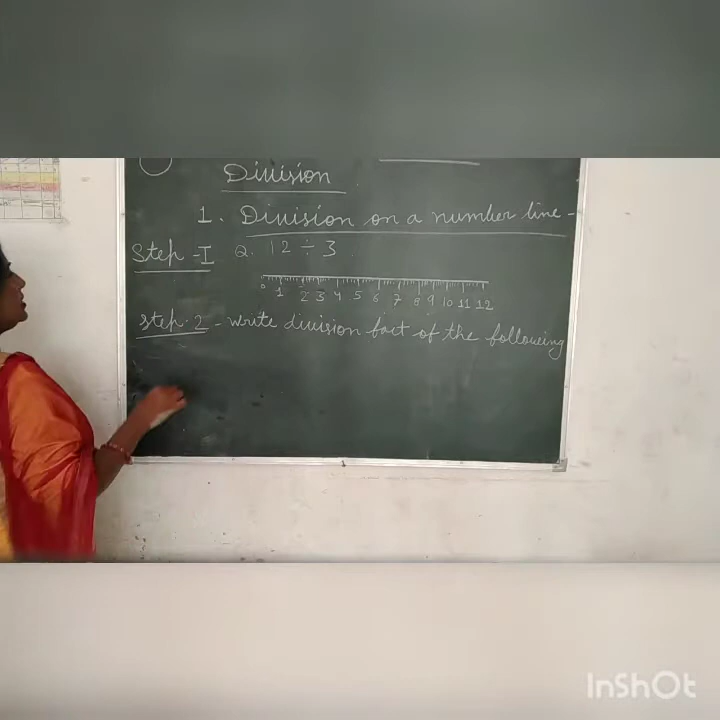 Division
1. Division on a number line -
Step - I Q. 12 ÷ 3
0 1 2 3 4 5 6 7 8 9 10 11 12
Step-2 - write division fact of the following
InShOt